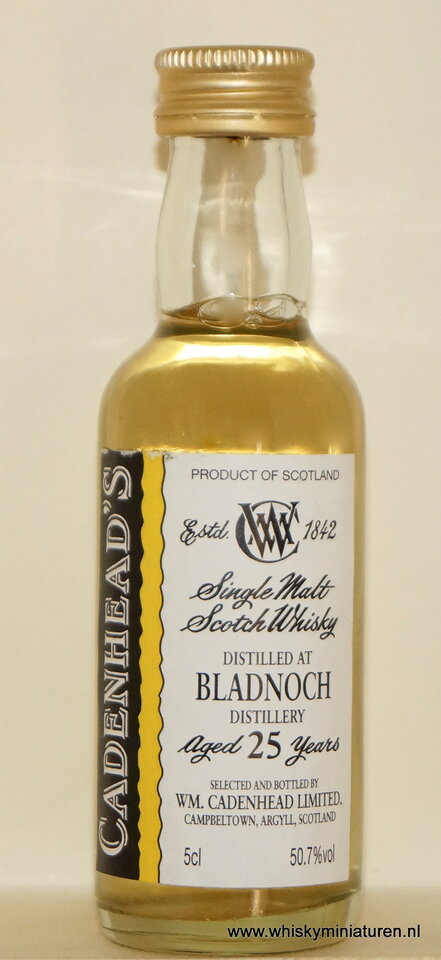 CADENHEAD'S
PRODUCT OF SCOTLAND
Estd. WMC 1842
Single Malt
Scotch Whisky
DISTILLED AT
BLADNOCH
DISTILLERY
Aged 25 Years
SELECTED AND BOTTLED BY
WM. CADENHEAD LIMITED.
CAMPBELTOWN, ARGYLL, SCOTLAND
5cl 50.7%vol
www.whiskyminiaturen.nl